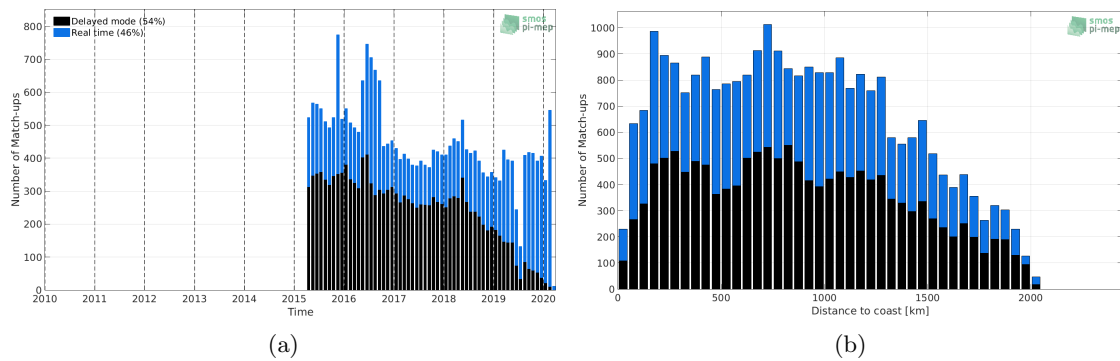 Delayed mode (54%)
Real time (46%)
smos
pi-mep
Number of Match-ups
800
700
600
500
400
300
200
100
0
2010 2011 2012 2013 2014 2015 2016 2017 2018 2019 2020
Time
(a)
smos
pi-mep
Number of Match-ups
1000
900
800
700
600
500
400
300
200
100
0
0 500 1000 1500 2000
Distance to coast [km]
(b)